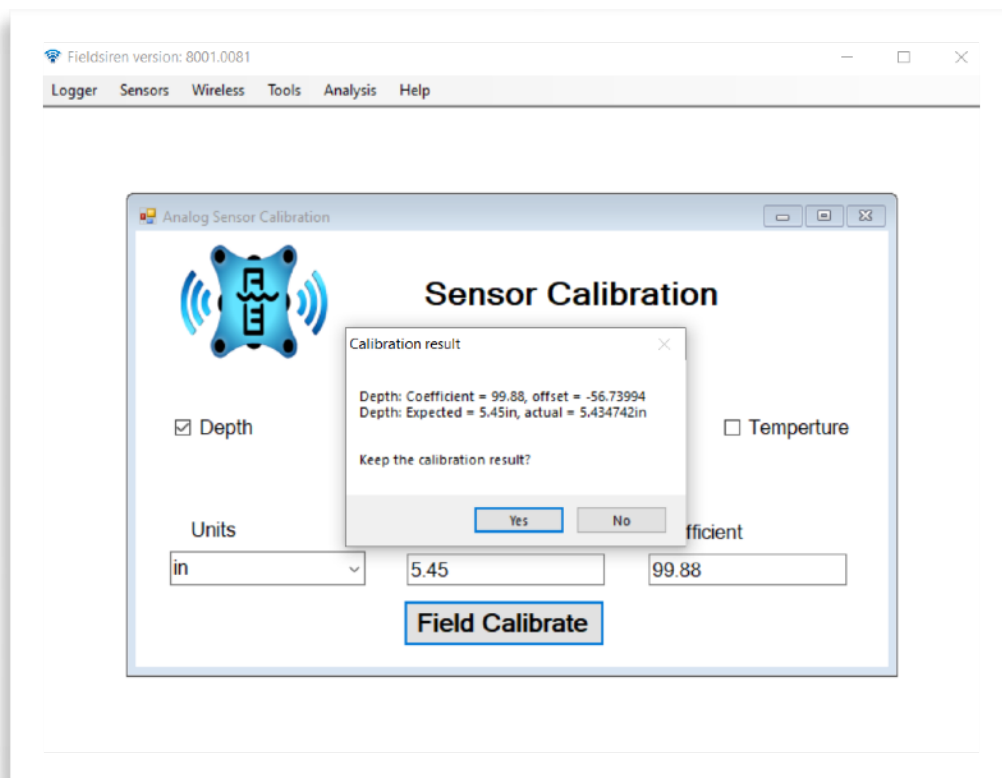 Fieldsiren version: 8001.0081
Logger Sensors Wireless Tools Analysis Help
Analog Sensor Calibration
Sensor Calibration
Calibration result
Depth: Coefficient = 99.88, offset = -56.73994
Depth: Expected = 5.45in, actual = 5.434742in
Keep the calibration result?
Yes No
Depth
Temperture
Units
fficient
in
5.45
99.88
Field Calibrate